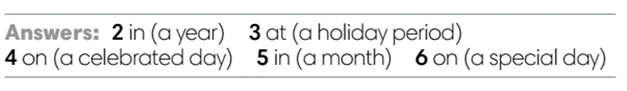 Answers: 2 in (a year) 3 at (a holiday period)
4 on (a celebrated day) 5 in (a month) 6 on (a special day)